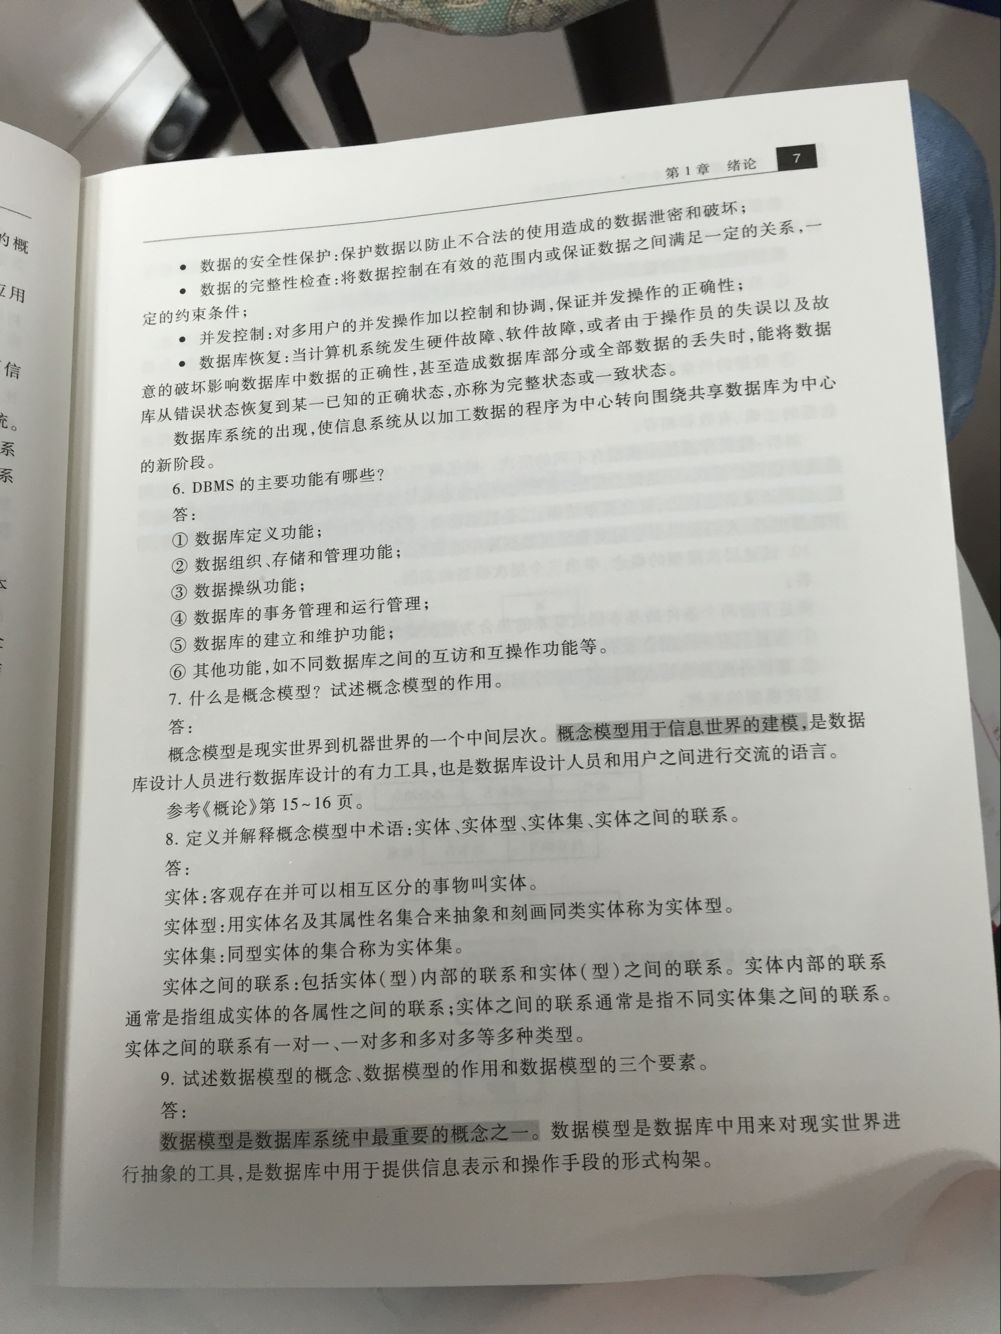 第1章 绪论 7
• 数据的安全性保护:保护数据以防止不合法的使用造成的数据泄密和破坏;
• 数据的完整性检查:将数据控制在有效的范围内或保证数据之间满足一定的关系,一
定的约束条件;
• 并发控制:对多用户的并发操作加以控制和协调,保证并发操作的正确性;
• 数据库恢复:当计算机系统发生硬件故障、软件故障,或者由于操作员的失误以及故
意的破坏影响数据库中数据的正确性,甚至造成数据库部分或全部数据的丢失时,能将数据
库从错误状态恢复到某一已知的正确状态,亦称为完整状态或一致状态。
数据库系统的出现,使信息系统从以加工数据的程序为中心转向围绕共享数据库为中心
的新阶段。
6. DBMS 的主要功能有哪些?
答:
① 数据库定义功能;
② 数据组织、存储和管理功能;
③ 数据操纵功能;
④ 数据库的事务管理和运行管理;
⑤ 数据库的建立和维护功能;
⑥ 其他功能,如不同数据库之间的互访和互操作功能等。
7. 什么是概念模型? 试述概念模型的作用。
答:
概念模型是现实世界到机器世界的一个中间层次。概念模型用于信息世界的建模,是数据
库设计人员进行数据库设计的有力工具,也是数据库设计人员和用户之间进行交流的语言。
参考《概论》第 15~16 页。
8. 定义并解释概念模型中术语:实体、实体型、实体集、实体之间的联系。
答:
实体:客观存在并可以相互区分的事物叫实体。
实体型:用实体名及其属性名集合来抽象和刻画同类实体称为实体型。
实体集:同型实体的集合称为实体集。
实体之间的联系:包括实体(型)内部的联系和实体(型)之间的联系。实体内部的联系
通常是指组成实体的各属性之间的联系;实体之间的联系通常是指不同实体集之间的联系。
实体之间的联系有一对一、一对多和多对多等多种类型。
9. 试述数据模型的概念、数据模型的作用和数据模型的三个要素。
答:
数据模型是数据库系统中最重要的概念之一。数据模型是数据库中用来对现实世界进
行抽象的工具,是数据库中用于提供信息表示和操作手段的形式构架。
的概
应用
信
统。
系
系
本